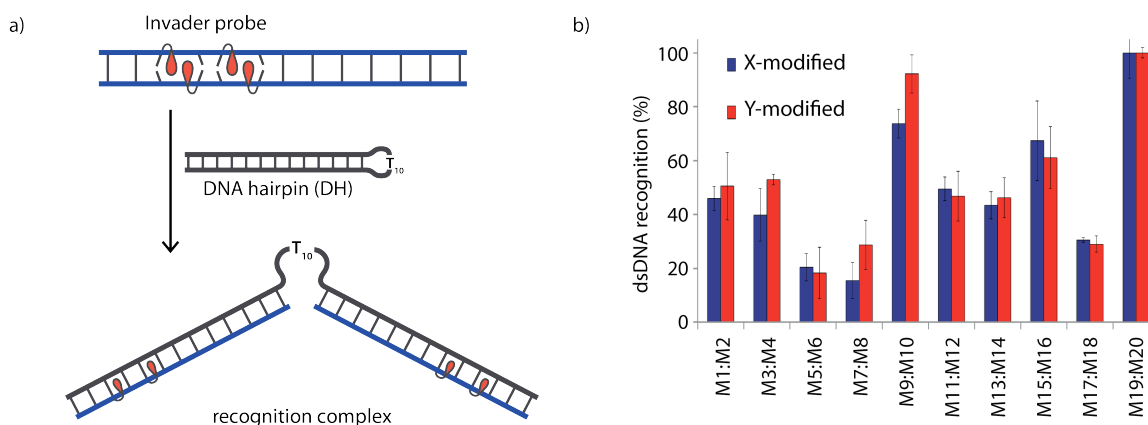 a)
Invader probe
T10
DNA hairpin (DH)
T10
recognition complex
b)
dsDNA recognition (%)
100
80
60
40
20
0
X-modified
Y-modified
M1:M2
M3:M4
M5:M6
M7:M8
M9:M10
M11:M12
M13:M14
M15:M16
M17:M18
M19:M20